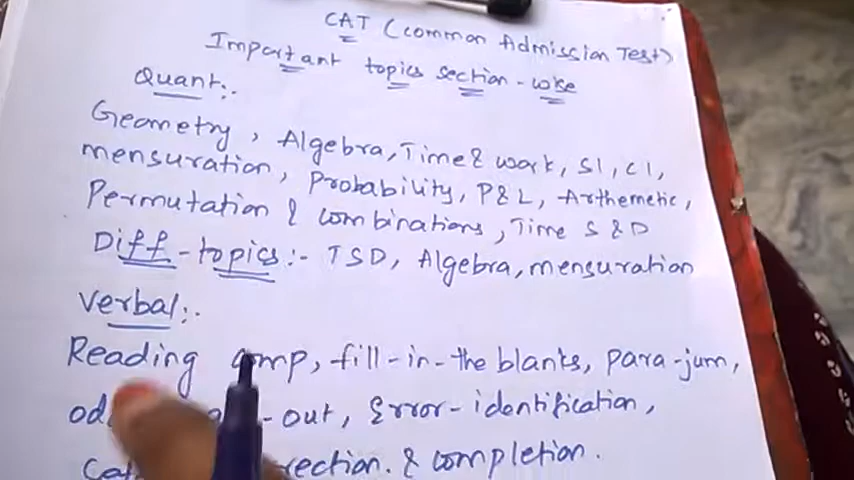 CAT (common Admission Test)
Important topics section-wise
Quant:-
Geometry, Algebra, Time & work, SI, CI,
mensuration, Probability, P&L, Arthemetic,
Permutation & combinations, Time S & D
Diff-topics:- TSD, Algebra, mensuration
Verbal:-
Reading comp, fill-in-the blanks, para-jum,
-out, Error-identification,
& completion.